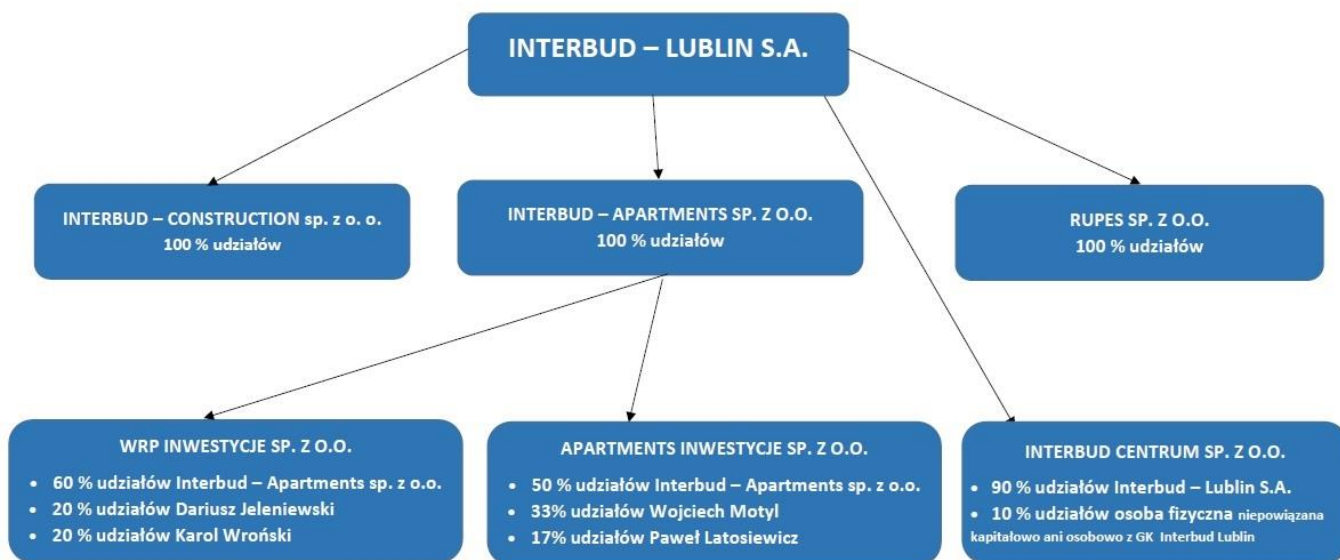 INTERBUD – LUBLIN S.A.
INTERBUD – CONSTRUCTION sp. z o. o.
100 % udziałów
INTERBUD – APARTMENTS SP. Z O.O.
100 % udziałów
RUPES SP. Z O.O.
100 % udziałów
WRP INWESTYCJE SP. Z O.O.
• 60 % udziałów Interbud – Apartments sp. z o.o.
• 20 % udziałów Dariusz Jeleniewski
• 20 % udziałów Karol Wroński
APARTMENTS INWESTYCJE SP. Z O.O.
• 50 % udziałów Interbud – Apartments sp. z o.o.
• 33% udziałów Wojciech Motyl
• 17% udziałów Paweł Latosiewicz
INTERBUD CENTRUM SP. Z O.O.
• 90 % udziałów Interbud – Lublin S.A.
• 10 % udziałów osoba fizyczna niepowiązana
kapitałowo ani osobowo z GK Interbud Lublin